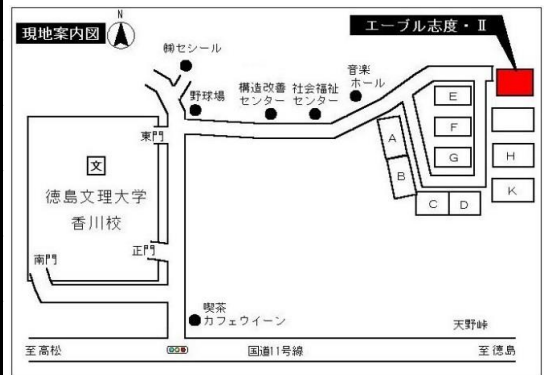 現地案内図
N
エーブル志度・Ⅱ
㈱セシール
野球場
構造改善
センター
社会福祉
センター
音楽
ホール
東門
文
徳島文理大学
香川校
正門
南門
A
B
C
D
E
F
G
H
K
喫茶
カフェウイーン
天野峠
至高松
国道11号線
至徳島